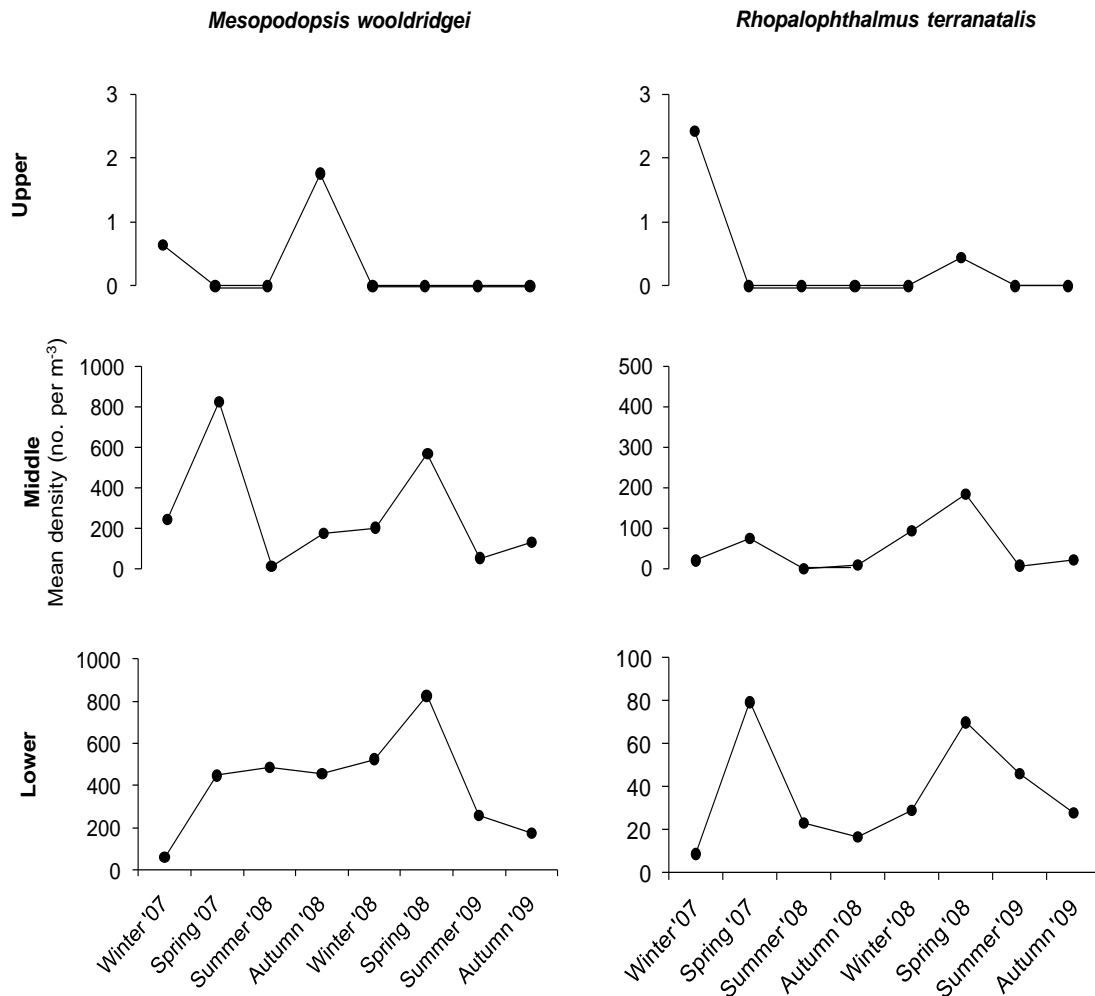 Mesopodopsis wooldridgei
Rhopalophthalmus terranatalis
Upper
3
2
1
0
3
2
1
0
Middle
Mean density (no. per m⁻³)
1000
800
600
400
200
0
500
400
300
200
100
0
Lower
1000
800
600
400
200
0
100
80
60
40
20
0
Winter '07
Spring '07
Summer '08
Autumn '08
Winter '08
Spring '08
Summer '09
Autumn '09
Winter '07
Spring '07
Summer '08
Autumn '08
Winter '08
Spring '08
Summer '09
Autumn '09